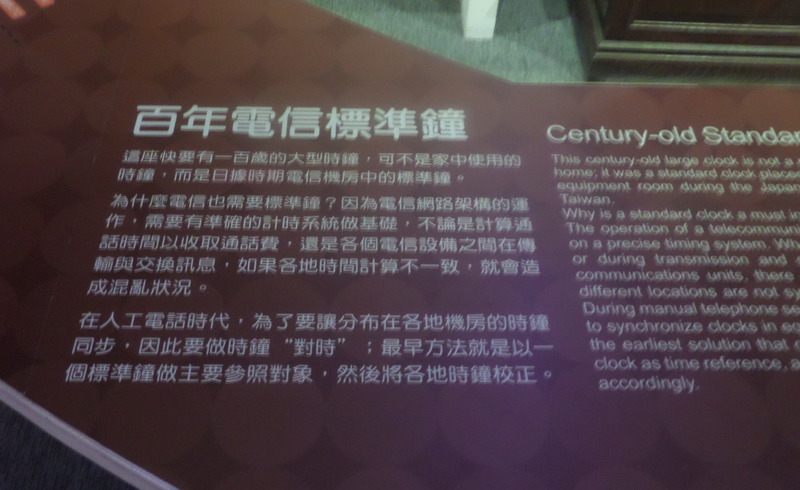 百年電信標準鐘
這座快要有一百歲的大型時鐘，可不是家中使用的
時鐘，而是日據時期電信機房中的標準鐘。
為什麼電信也需要標準鐘？因為電信網路架構的運
作，需要有準確的計時系統做基礎，不論是計算通
話時間以收取通話費，還是各個電信設備之間在傳
輸與交換訊息，如果各地時間計算不一致，就會造
成混亂狀況。
在人工電話時代，為了要讓分布在各地機房的時鐘
同步，因此要做時鐘“對時”；最早方法就是以一
個標準鐘做主要參照對象，然後將各地時鐘校正。
Century-old Standar
This century-old large clock is not a
home; it was a standard clock placed
equipment room during the Japan
Taiwan.
Why is a standard clock a must in
The operation of a telecommuni
on a precise timing system. Wh
or during transmission and
communications units, there
different locations are not sy
During manual telephone se
to synchronize clocks in eq
the earliest solution that
clock as time reference, a
accordingly.